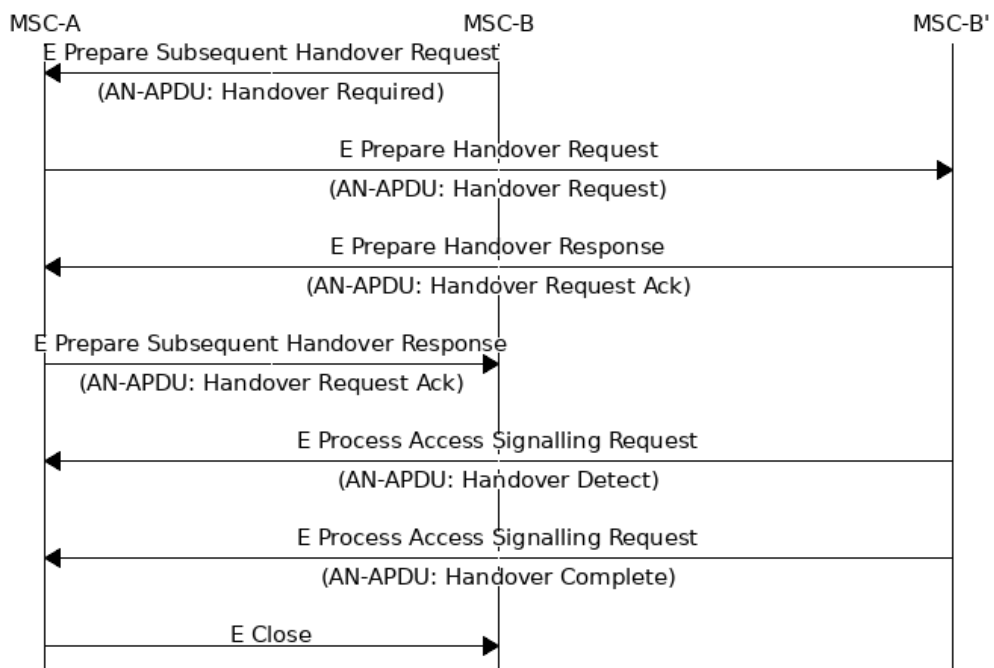 MSC-A MSC-B MSC-B'
E Prepare Subsequent Handover Request
(AN-APDU: Handover Required)
E Prepare Handover Request
(AN-APDU: Handover Request)
E Prepare Handover Response
(AN-APDU: Handover Request Ack)
E Prepare Subsequent Handover Response
(AN-APDU: Handover Request Ack)
E Process Access Signalling Request
(AN-APDU: Handover Detect)
E Process Access Signalling Request
(AN-APDU: Handover Complete)
E Close